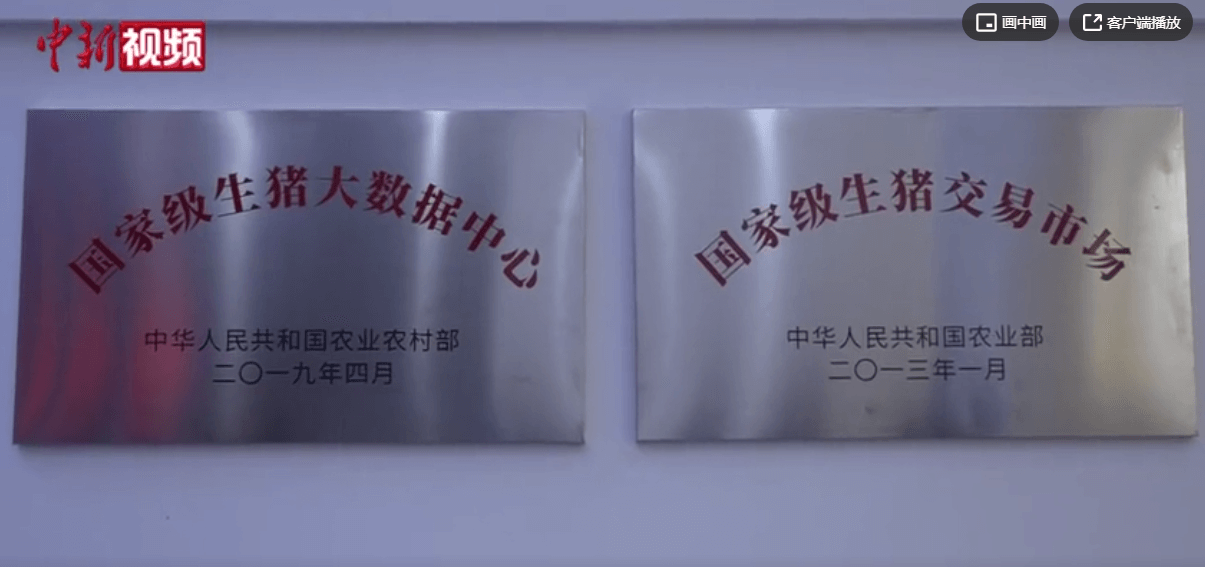 中新视频
画中画
客户端播放
国家级生猪大数据中心
中华人民共和国农业农村部
二〇一九年四月
国家级生猪交易市场
中华人民共和国农业部
二〇一三年一月